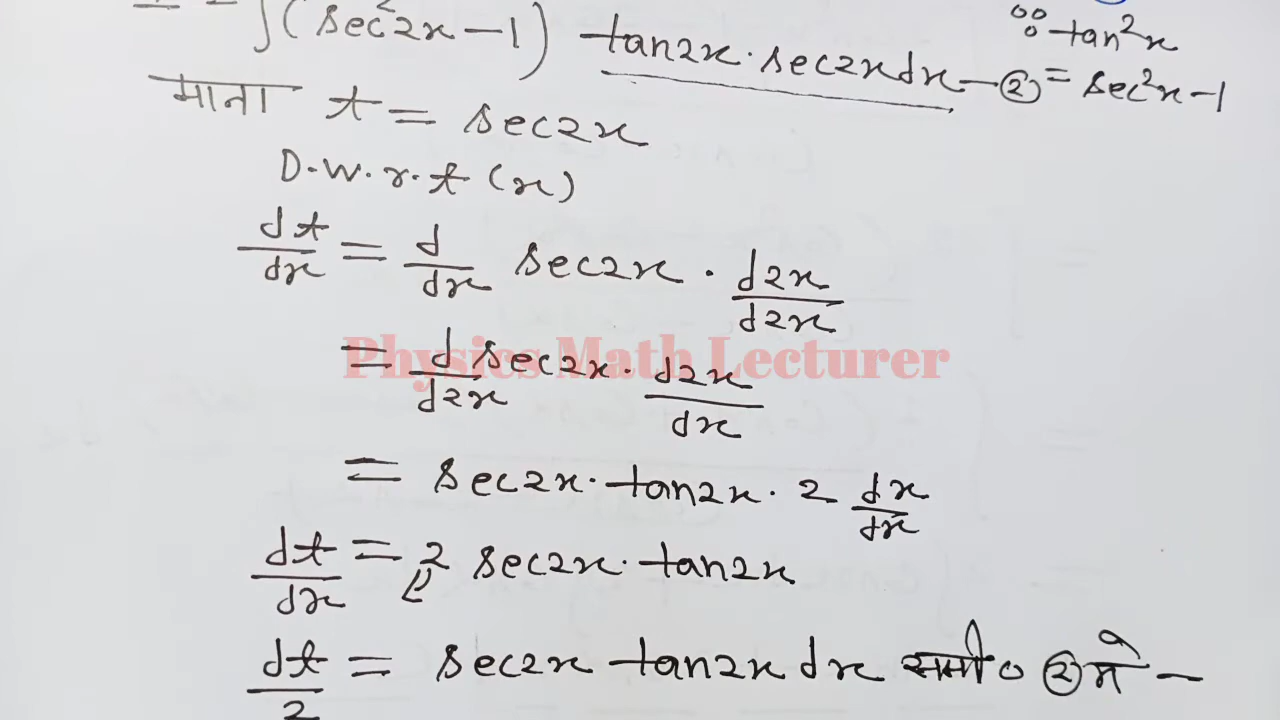 ∫(sec²2x-1) tan2x·sec2xdx-②
∵ tan²x
= sec²x-1
माना t = sec2x
D.W.r.t (x)
dt/dx = d/dx sec2x · d2x/d2x
= d/d2x sec2x · d2x/dx
Physics Math Lecturer
= sec2x·tan2x·2 dx/dx
dt/dx = 2 sec2x·tan2x
dt/2 = sec2x tan2x dx समी० ② में -